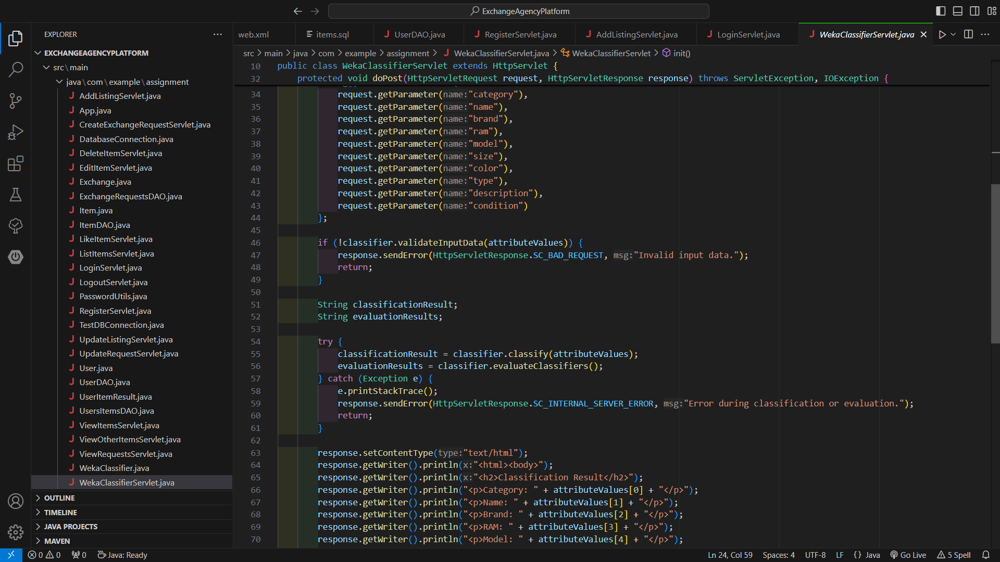 ExchangeAgencyPlatform
EXPLORER
web.xml
items.sql
UserDAO.java
RegisterServlet.java
AddListingServlet.java
LoginServlet.java
WekaClassifierServlet.java
EXCHANGEAGENCYPLATFORM
src\main
java\com\example\assignment
AddListingServlet.java
App.java
CreateExchangeRequestServlet.java
DatabaseConnection.java
DeleteItemServlet.java
EditItemServlet.java
Exchange.java
ExchangeRequestsDAO.java
Item.java
ItemDAO.java
LikeItemServlet.java
ListItemsServlet.java
LoginServlet.java
LogoutServlet.java
PasswordUtils.java
RegisterServlet.java
TestDBConnection.java
UpdateListingServlet.java
UpdateRequestServlet.java
User.java
UserDAO.java
UserItemResult.java
UsersItemsDAO.java
ViewItemsServlet.java
ViewOtherItemsServlet.java
ViewRequestsServlet.java
WekaClassifier.java
WekaClassifierServlet.java
OUTLINE
TIMELINE
JAVA PROJECTS
MAVEN
src > main > java > com > example > assignment > WekaClassifierServlet.java > WekaClassifierServlet > init()
10 public class WekaClassifierServlet extends HttpServlet {
32 protected void doPost(HttpServletRequest request, HttpServletResponse response) throws ServletException, IOException {
34 request.getParameter(name:"category"),
35 request.getParameter(name:"name"),
36 request.getParameter(name:"brand"),
37 request.getParameter(name:"ram"),
38 request.getParameter(name:"model"),
39 request.getParameter(name:"size"),
40 request.getParameter(name:"color"),
41 request.getParameter(name:"type"),
42 request.getParameter(name:"description"),
43 request.getParameter(name:"condition")
44 };
45
46 if (!classifier.validateInputData(attributeValues)) {
47 response.sendError(HttpServletResponse.SC_BAD_REQUEST, msg:"Invalid input data.");
48 return;
49 }
50
51 String classificationResult;
52 String evaluationResults;
53
54 try {
55 classificationResult = classifier.classify(attributeValues);
56 evaluationResults = classifier.evaluateClassifiers();
57 } catch (Exception e) {
58 e.printStackTrace();
59 response.sendError(HttpServletResponse.SC_INTERNAL_SERVER_ERROR, msg:"Error during classification or evaluation.");
60 return;
61 }
62
63 response.setContentType(type:"text/html");
64 response.getWriter().println(x:"<html><body>");
65 response.getWriter().println(x:"<h2>Classification Result</h2>");
66 response.getWriter().println("<p>Category: " + attributeValues[0] + "</p>");
67 response.getWriter().println("<p>Name: " + attributeValues[1] + "</p>");
68 response.getWriter().println("<p>Brand: " + attributeValues[2] + "</p>");
69 response.getWriter().println("<p>RAM: " + attributeValues[3] + "</p>");
70 response.getWriter().println("<p>Model: " + attributeValues[4] + "</p>");
0 0 0 Java: Ready
Ln 24, Col 59 Spaces: 4 UTF-8 LF {} Java Go Live 5 Spell